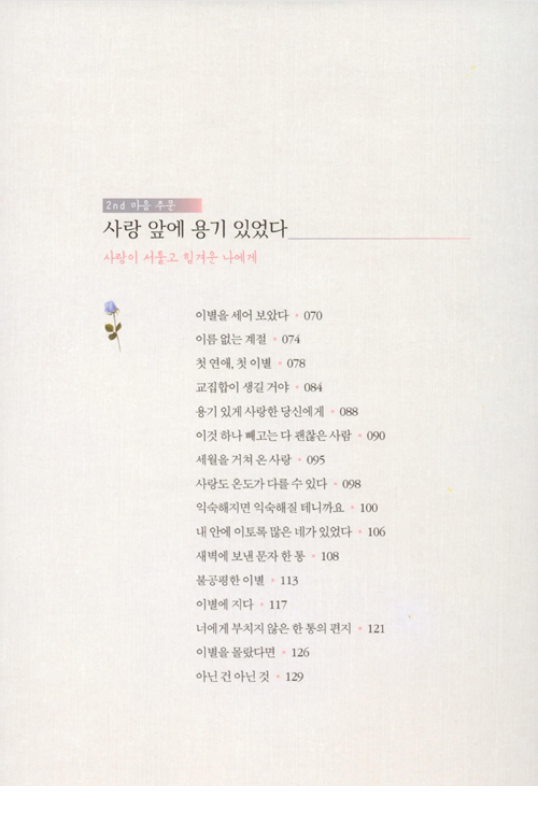 2nd 마음 주문
사랑 앞에 용기 있었다
사랑이 서툴고 힘겨운 나에게
이별을 세어 보았다 • 070
이름 없는 계절 • 074
첫 연애, 첫 이별 • 078
교집합이 생길 거야 • 084
용기 있게 사랑한 당신에게 • 088
이것 하나 빼고는 다 괜찮은 사람 • 090
세월을 거쳐 온 사랑 • 095
사랑도 온도가 다를 수 있다 • 098
익숙해지면 익숙해질 테니까요 • 100
내 안에 이토록 많은 네가 있었다 • 106
새벽에 보낸 문자 한 통 • 108
불공평한 이별 • 113
이별에 지다 • 117
너에게 부치지 않은 한 통의 편지 • 121
이별을 몰랐다면 • 126
아닌 건 아닌 것 • 129